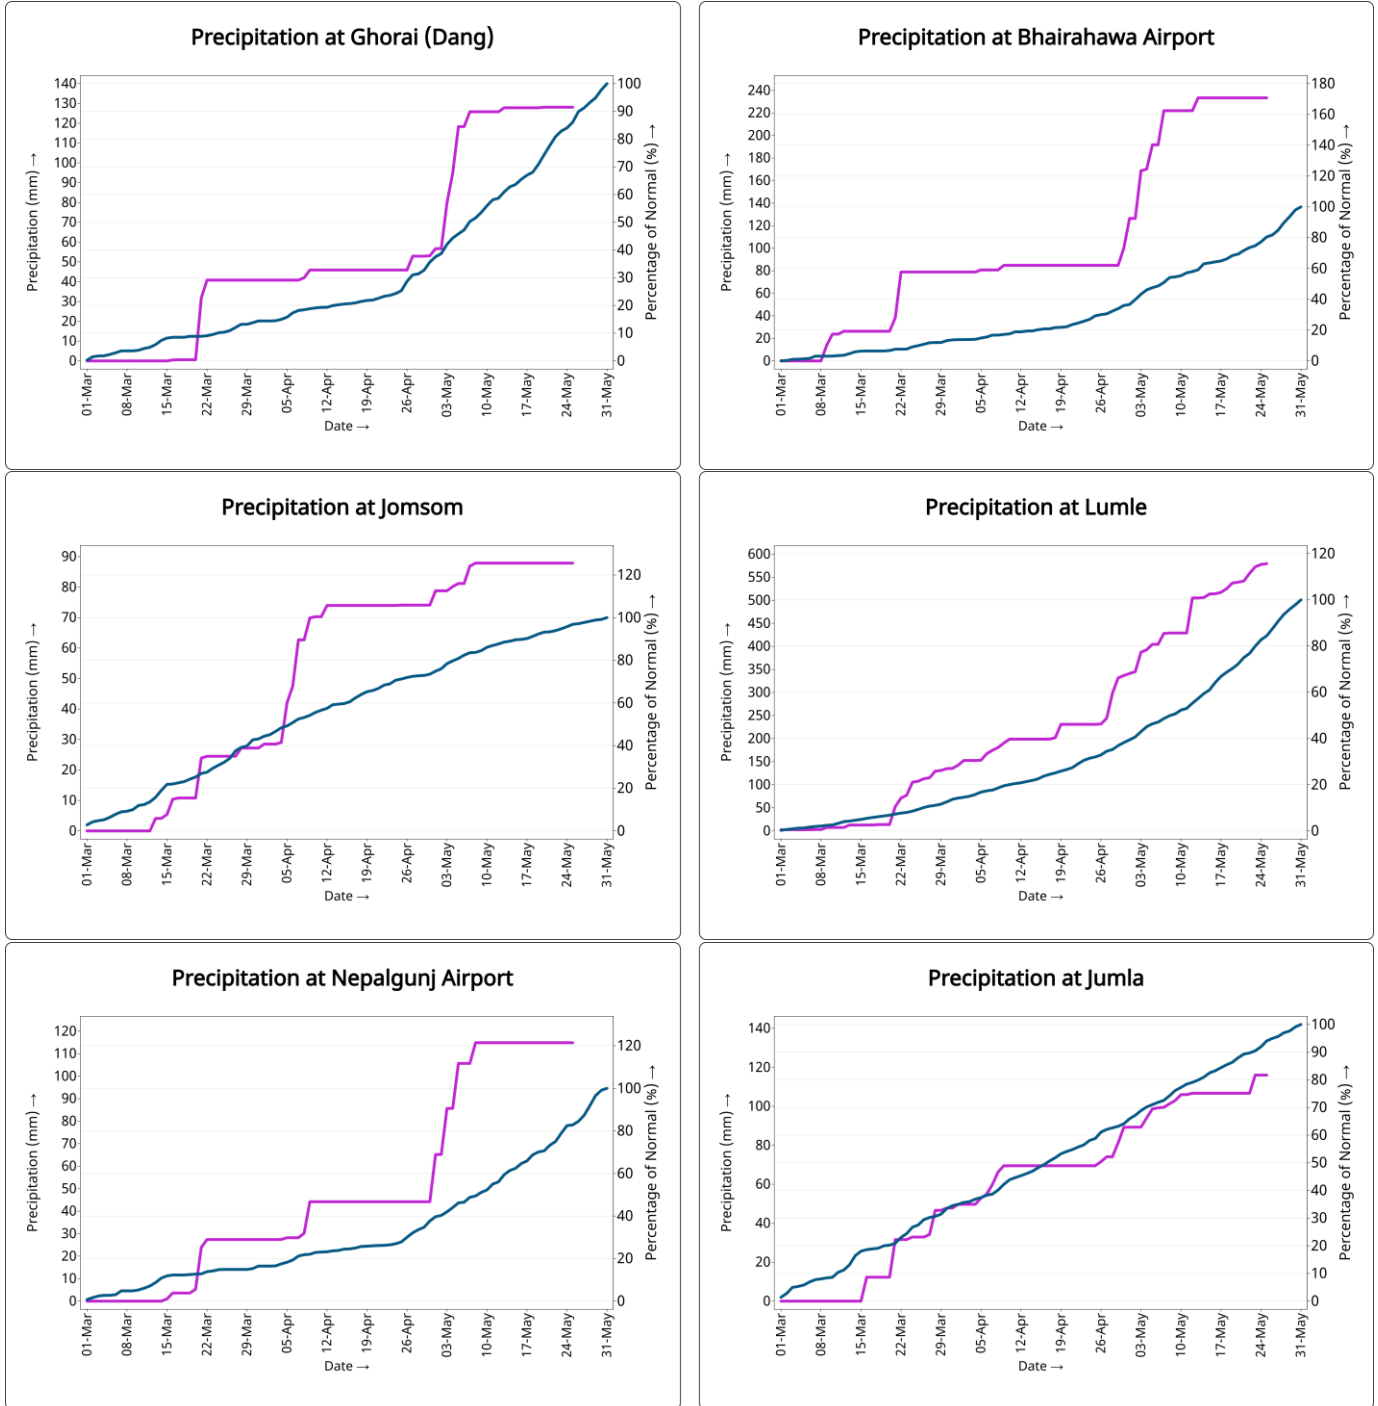 Precipitation at Ghorai (Dang)
Precipitation (mm) →
140
130
120
110
100
90
80
70
60
50
40
30
20
10
0
100
90
80
70
60
50
40
30
20
10
0
Percentage of Normal (%) →
01-Mar
08-Mar
15-Mar
22-Mar
29-Mar
05-Apr
12-Apr
19-Apr
26-Apr
03-May
10-May
17-May
24-May
31-May
Date →
Precipitation at Bhairahawa Airport
Precipitation (mm) →
240
220
200
180
160
140
120
100
80
60
40
20
0
180
160
140
120
100
80
60
40
20
0
Percentage of Normal (%) →
01-Mar
08-Mar
15-Mar
22-Mar
29-Mar
05-Apr
12-Apr
19-Apr
26-Apr
03-May
10-May
17-May
24-May
31-May
Date →
Precipitation at Jomsom
Precipitation (mm) →
90
80
70
60
50
40
30
20
10
0
120
100
80
60
40
20
0
Percentage of Normal (%) →
01-Mar
08-Mar
15-Mar
22-Mar
29-Mar
05-Apr
12-Apr
19-Apr
26-Apr
03-May
10-May
17-May
24-May
31-May
Date →
Precipitation at Lumle
Precipitation (mm) →
600
550
500
450
400
350
300
250
200
150
100
50
0
120
100
80
60
40
20
0
Percentage of Normal (%) →
01-Mar
08-Mar
15-Mar
22-Mar
29-Mar
05-Apr
12-Apr
19-Apr
26-Apr
03-May
10-May
17-May
24-May
31-May
Date →
Precipitation at Nepalgunj Airport
Precipitation (mm) →
120
110
100
90
80
70
60
50
40
30
20
10
0
120
100
80
60
40
20
0
Percentage of Normal (%) →
01-Mar
08-Mar
15-Mar
22-Mar
29-Mar
05-Apr
12-Apr
19-Apr
26-Apr
03-May
10-May
17-May
24-May
31-May
Date →
Precipitation at Jumla
Precipitation (mm) →
140
120
100
80
60
40
20
0
100
90
80
70
60
50
40
30
20
10
0
Percentage of Normal (%) →
01-Mar
08-Mar
15-Mar
22-Mar
29-Mar
05-Apr
12-Apr
19-Apr
26-Apr
03-May
10-May
17-May
24-May
31-May
Date →